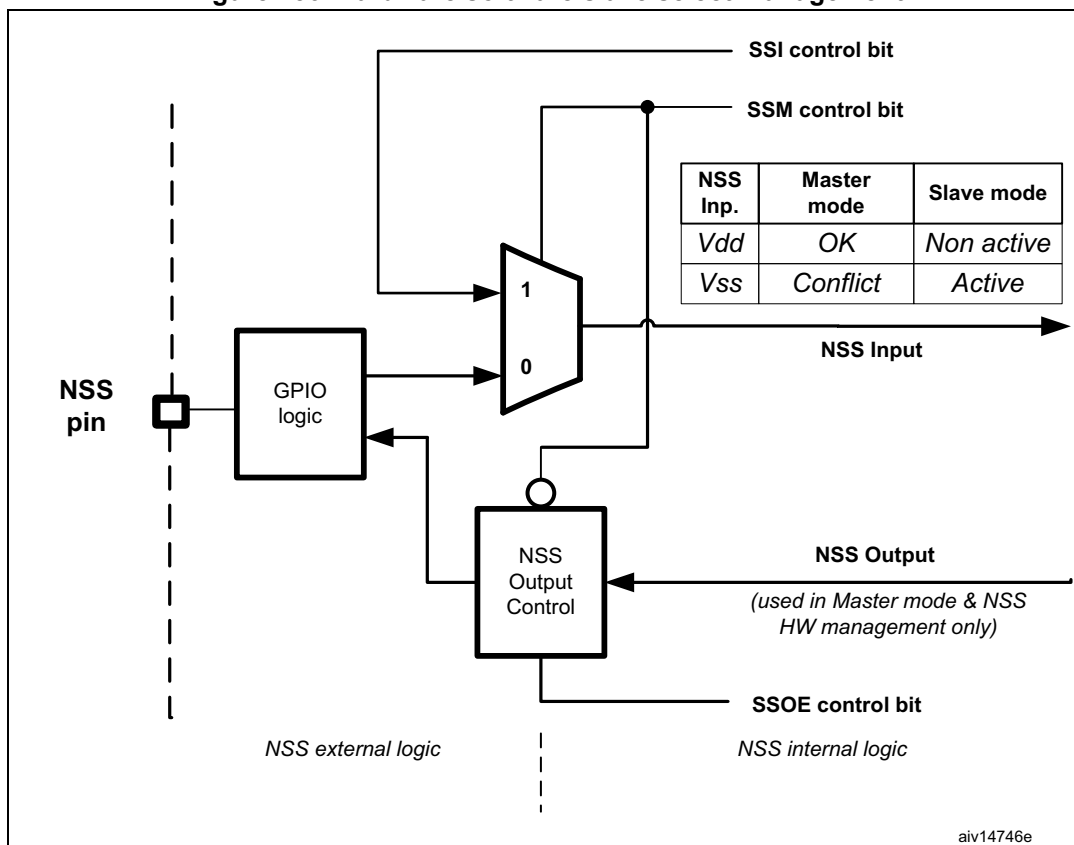 SSI control bit
SSM control bit
NSS Inp.
Master mode
Slave mode
Vdd
OK
Non active
Vss
Conflict
Active
1
0
NSS Input
NSS
pin
GPIO
logic
NSS
Output
Control
NSS Output
(used in Master mode & NSS
HW management only)
SSOE control bit
NSS external logic
NSS internal logic
aiv14746e